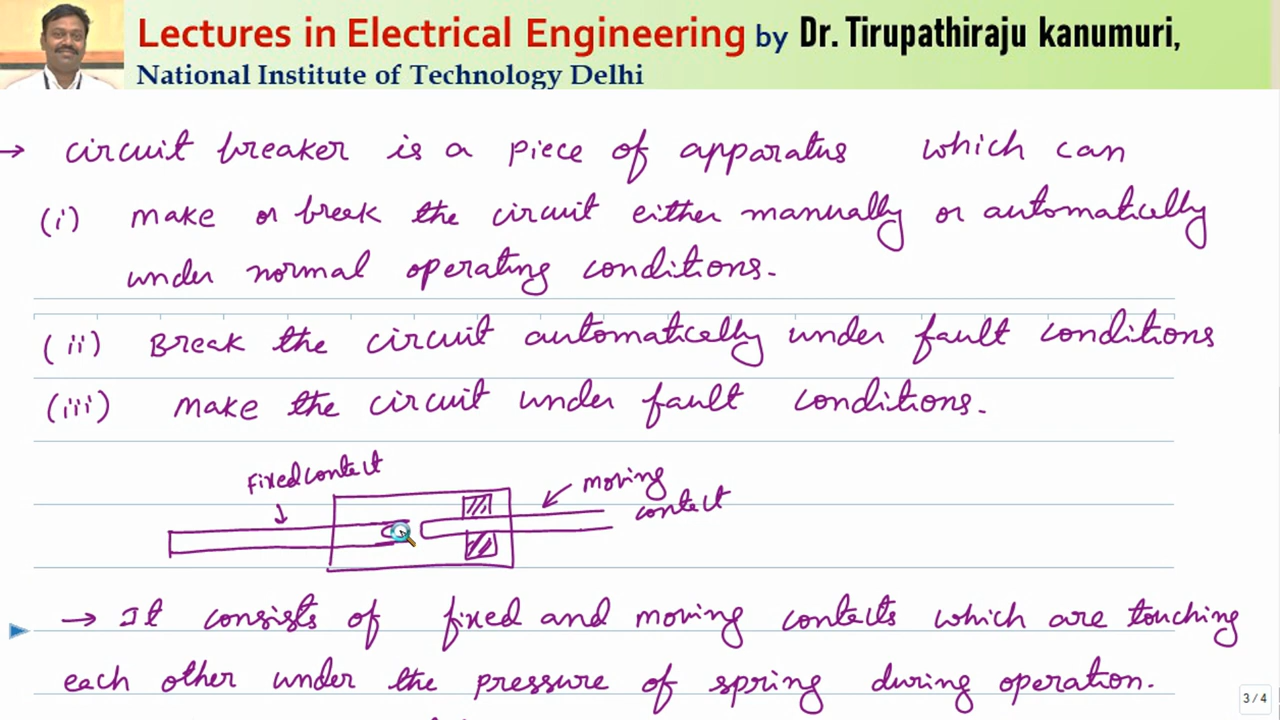 Lectures in Electrical Engineering by Dr. Tirupathiraju kanumuri,
National Institute of Technology Delhi
→ circuit breaker is a piece of apparatus which can
(i) make or break the circuit either manually or automatically
under normal operating conditions.
(ii) Break the circuit automatically under fault conditions
(iii) make the circuit under fault conditions.
Fixed contact
moving
contact
→ It consists of fixed and moving contacts which are touching
each other under the pressure of spring during operation.
3/4